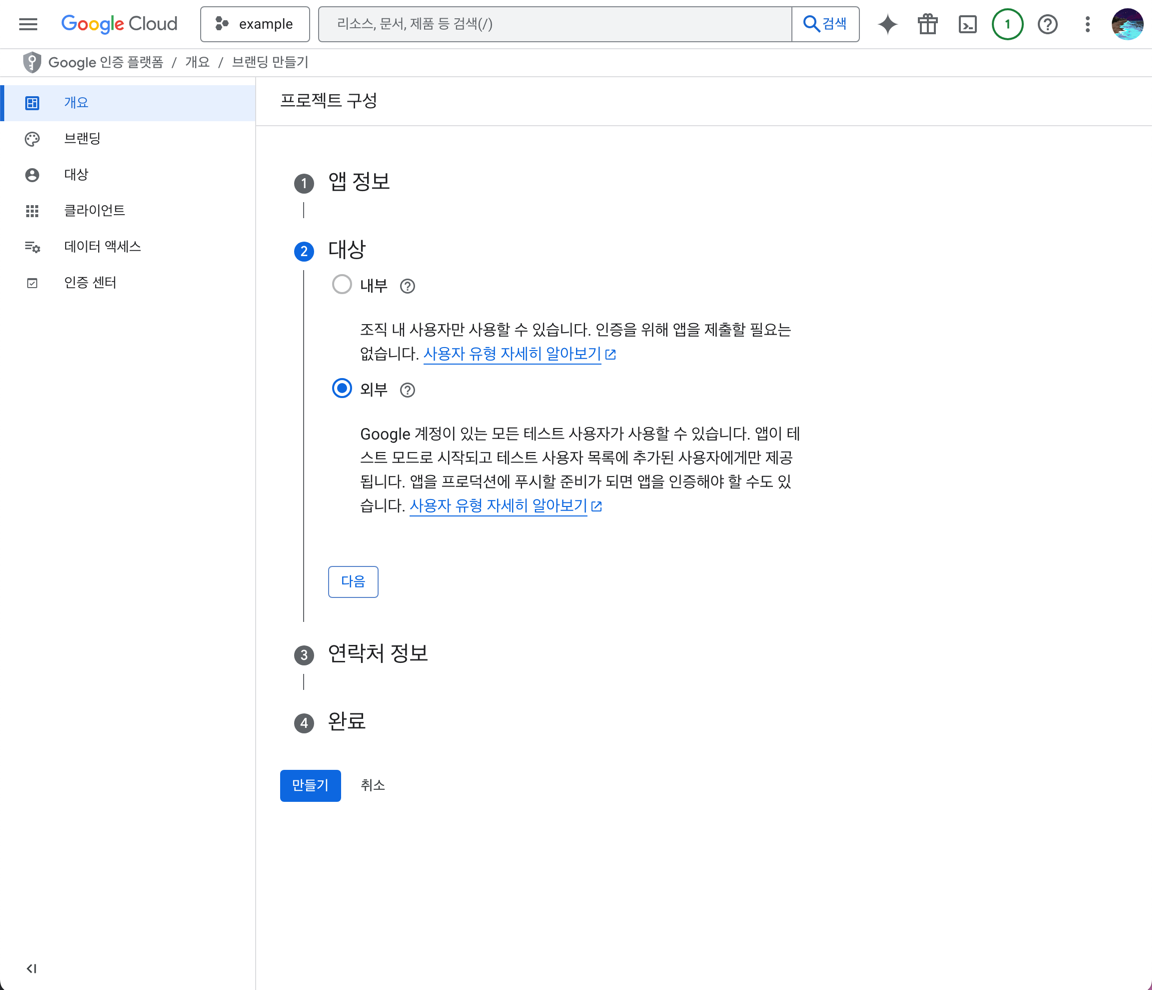 Google Cloud
example
리소스, 문서, 제품 등 검색(/)
검색
1
Google 인증 플랫폼 / 개요 / 브랜딩 만들기
개요
브랜딩
대상
클라이언트
데이터 액세스
인증 센터
프로젝트 구성
1 앱 정보
2 대상
내부
조직 내 사용자만 사용할 수 있습니다. 인증을 위해 앱을 제출할 필요는
없습니다. 사용자 유형 자세히 알아보기
외부
Google 계정이 있는 모든 테스트 사용자가 사용할 수 있습니다. 앱이 테
스트 모드로 시작되고 테스트 사용자 목록에 추가된 사용자에게만 제공
됩니다. 앱을 프로덕션에 푸시할 준비가 되면 앱을 인증해야 할 수도 있
습니다. 사용자 유형 자세히 알아보기
다음
3 연락처 정보
4 완료
만들기
취소